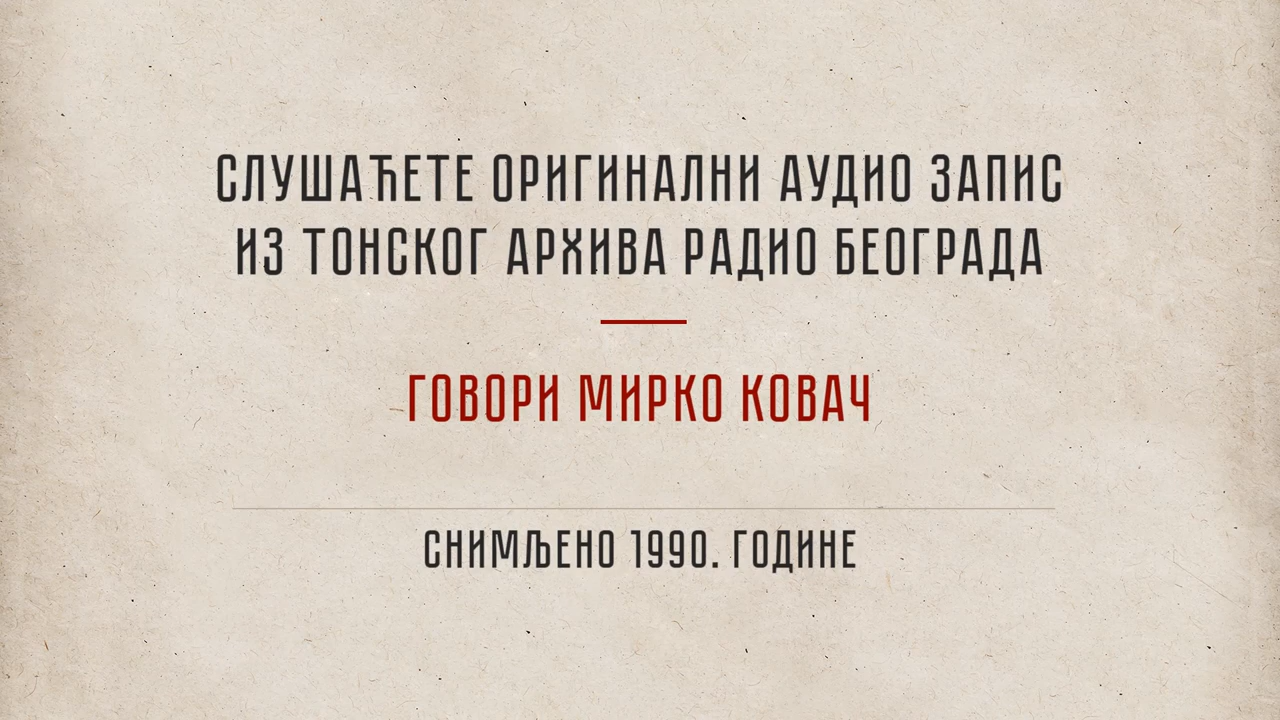 СЛУШАЋЕТЕ ОРИГИНАЛНИ АУДИО ЗАПИС
ИЗ ТОНСКОГ АРХИВА РАДИО БЕОГРАДА
ГОВОРИ МИРКО КОВАЧ
СНИМЉЕНО 1990. ГОДИНЕ